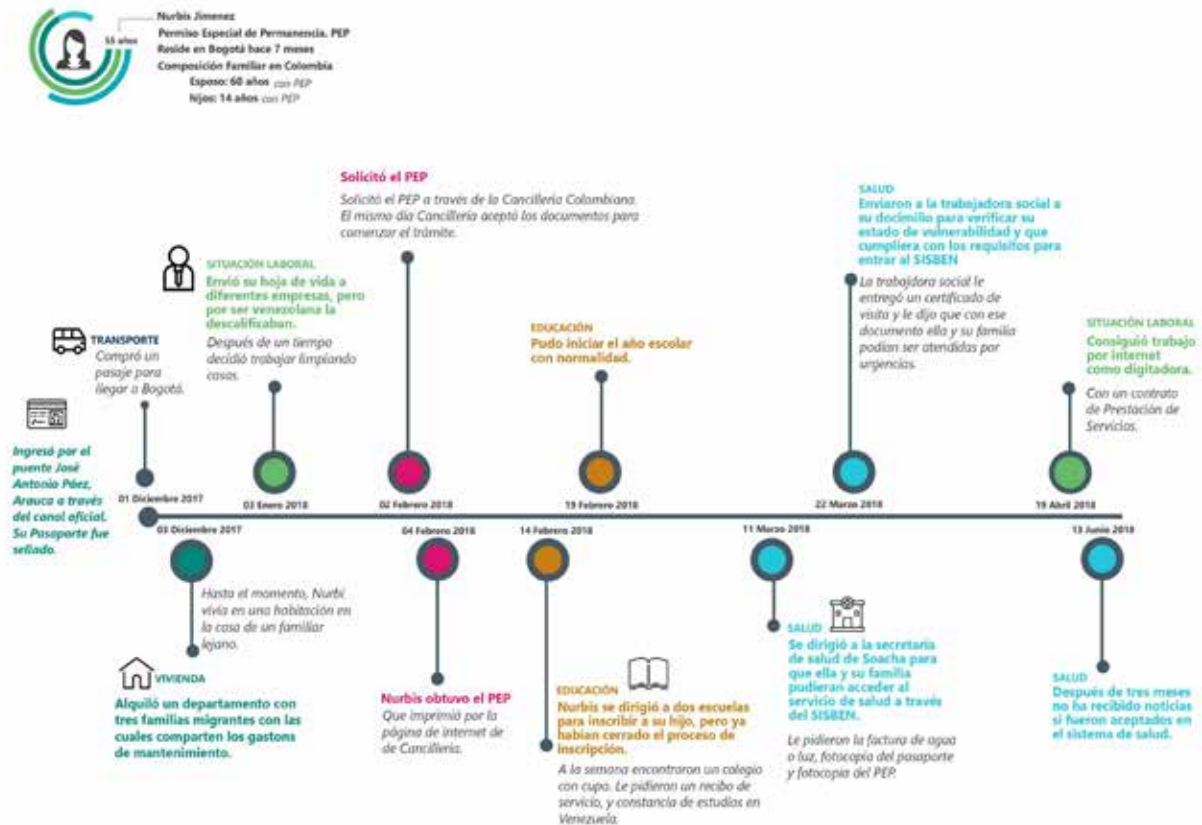 55 años
Nurbis Jimenez
Permiso Especial de Permanencia. PEP
Reside en Bogotá hace 7 meses
Composición Familiar en Colombia
Esposo: 60 años con PEP
Hijos: 14 años con PEP
Ingresó por el
puente José
Antonio Páez,
Arauca a través
del canal oficial.
Su Pasaporte fue
sellado.
TRANSPORTE
Compró un
pasaje para
llegar a Bogotá.
01 Diciembre 2017
03 Diciembre 2017
Hasta el momento, Nurbi
vivía en una habitación en
la casa de un familiar
lejano.
VIVIENDA
Alquiló un departamento con
tres familias migrantes con las
cuales comparten los gastons
de mantenimiento.
SITUACIÓN LABORAL
Envió su hoja de vida a
diferentes empresas, pero
por ser venezolana la
descalificaban.
Después de un tiempo
decidió trabajar limpiando
casas.
03 Enero 2018
Solicitó el PEP
Solicitó el PEP a través de la Cancillería Colombiana.
El mismo día Cancillería aceptó los documentos para
comenzar el trámite.
02 Febrero 2018
04 Febrero 2018
Nurbis obtuvo el PEP
Que imprimió por la
página de internet de
de Cancillería.
14 Febrero 2018
EDUCACIÓN
Nurbis se dirigió a dos escuelas
para inscribir a su hijo, pero ya
habían cerrado el proceso de
inscripción.
A la semana encontraron un colegio
con cupo. Le pidieron un recibo de
servicio, y constancia de estudios en
Venezuela.
EDUCACIÓN
Pudo iniciar el año escolar
con normalidad.
19 Febrero 2018
11 Marzo 2018
SALUD
Se dirigió a la secretaría
de salud de Soacha para
que ella y su familia
pudieran acceder al
servicio de salud a través
del SISBEN.
Le pidieron la factura de agua
o luz, fotocopia del pasaporte
y fotocopia del PEP.
SALUD
Enviaron a la trabajadora social a
su docimilio para verificar su
estado de vulnerabilidad y que
cumpliera con los requisitos para
entrar al SISBEN
La trabajdora social le
entregó un certificado de
visita y le dijo que con ese
documento ella y su familia
podían ser atendidas por
urgencias.
22 Marzo 2018
SITUACIÓN LABORAL
Consiguió trabajo
por internet
como digitadora.
Con un contrato
de Prestación de
Servicios.
19 Abril 2018
13 Junio 2018
SALUD
Después de tres meses
no ha recibido noticias
si fueron aceptados en
el sistema de salud.